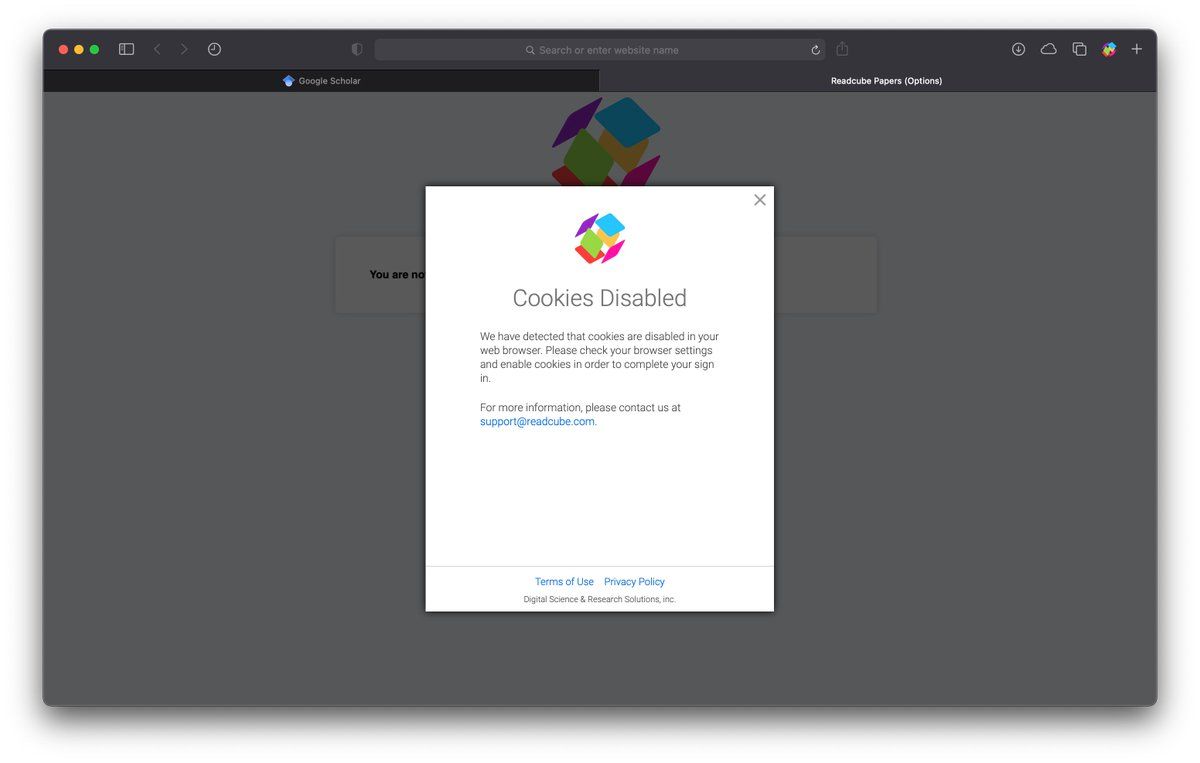 Search or enter website name
Google Scholar
Readcube Papers (Options)
You are no
Cookies Disabled
We have detected that cookies are disabled in your
web browser. Please check your browser settings
and enable cookies in order to complete your sign
in.
For more information, please contact us at
support@readcube.com.
Terms of Use Privacy Policy
Digital Science & Research Solutions, inc.